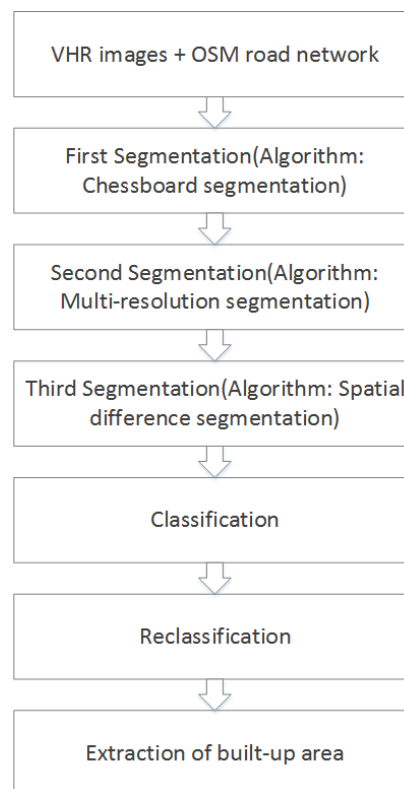 VHR images + OSM road network
First Segmentation(Algorithm:
Chessboard segmentation)
Second Segmentation(Algorithm:
Multi-resolution segmentation)
Third Segmentation(Algorithm: Spatial
difference segmentation)
Classification
Reclassification
Extraction of built-up area